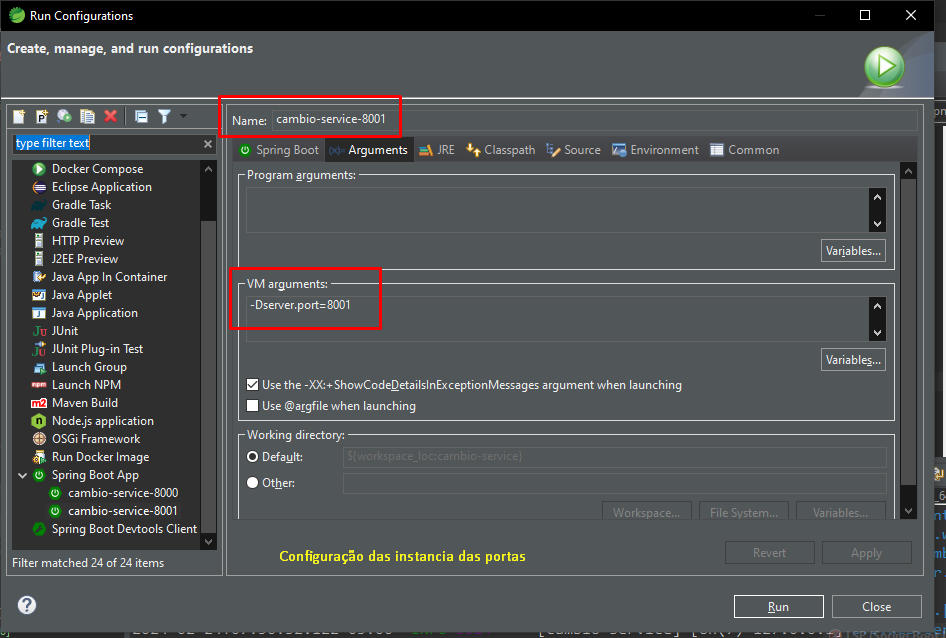 Run Configurations
Create, manage, and run configurations
type filter text
Docker Compose
Eclipse Application
Gradle Task
Gradle Test
HTTP Preview
J2EE Preview
Java App In Container
Java Applet
Java Application
JUnit
JUnit Plug-in Test
Launch Group
Launch NPM
Maven Build
Node.js application
OSGi Framework
Run Docker Image
Spring Boot App
cambio-service-8000
cambio-service-8001
Spring Boot Devtools Client
Filter matched 24 of 24 items
Name: cambio-service-8001
Spring Boot (x)= Arguments JRE Classpath Source Environment Common
Program arguments:
Variables...
VM arguments:
-Dserver.port=8001
Variables...
Use the -XX:+ShowCodeDetailsInExceptionMessages argument when launching
Use @argfile when launching
Working directory:
Default: ${workspace_loc:cambio-service}
Other:
Workspace... File System... Variables...
Configuração das instancia das portas
Revert Apply
Run Close